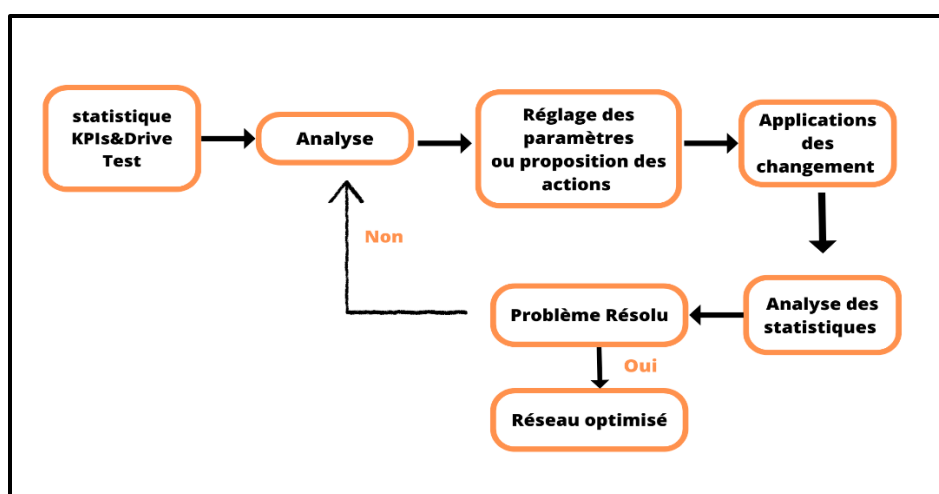 statistique
KPIs&Drive
Test
Analyse
Réglage des
paramètres
ou proposition des
actions
Applications
des
changement
Non
Problème Résolu
Analyse des
statistiques
Oui
Réseau optimisé